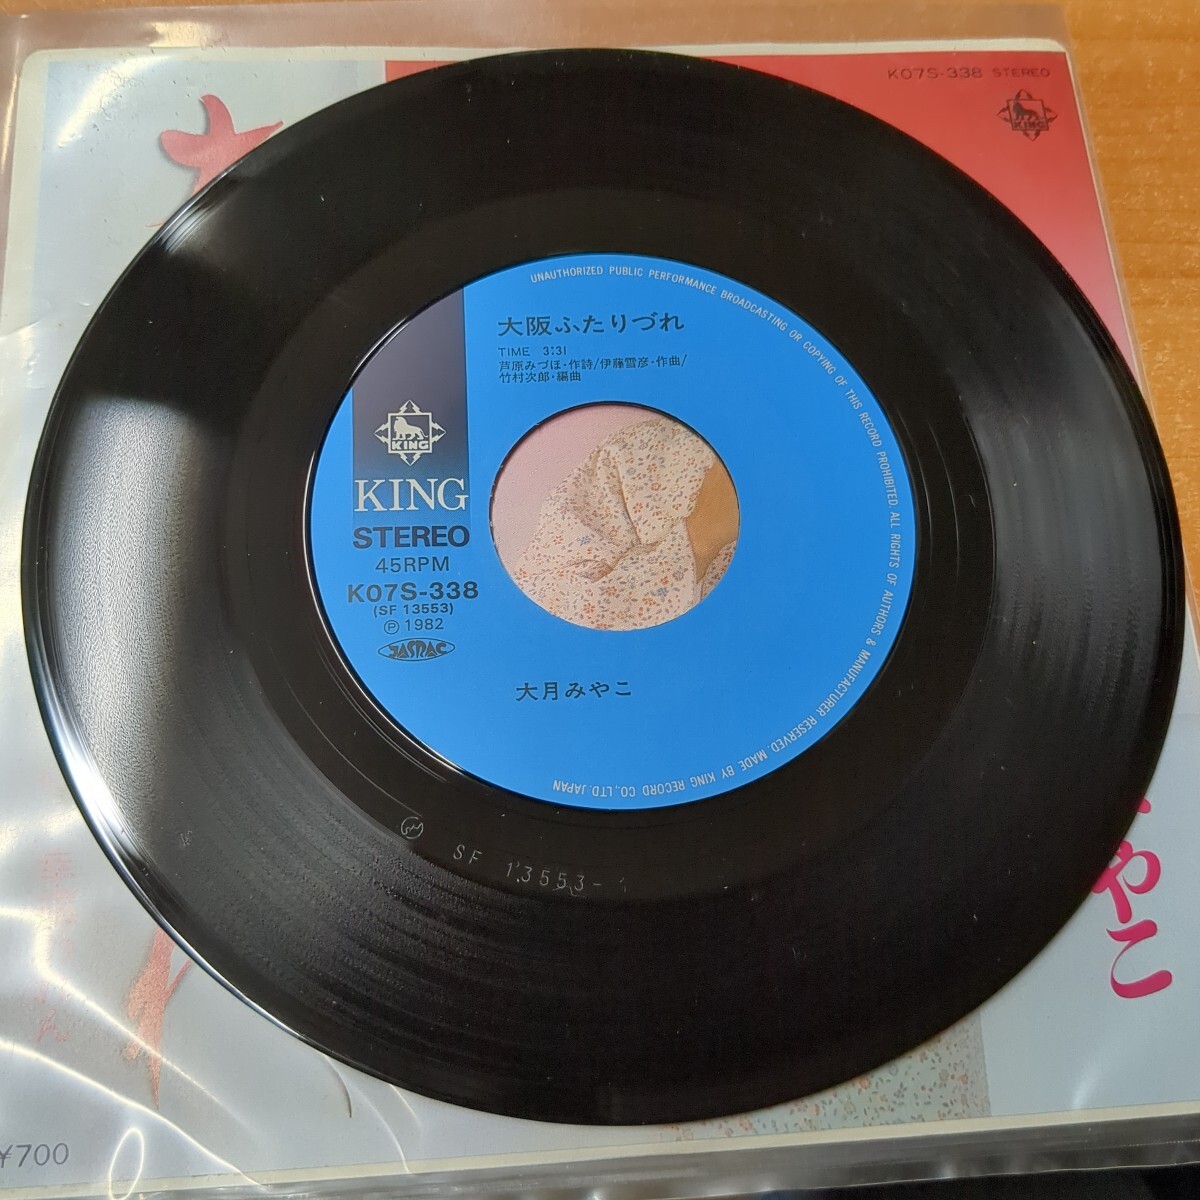 K07S-338 STEREO
KING
UNAUTHORIZED PUBLIC PERFORMANCE BROADCASTING OR COPYING OF THIS RECORD PROHIBITED. ALL RIGHTS OF AUTHORS & MANUFACTURER RESERVED. MADE BY KING RECORD CO.,LTD. JAPAN
大阪ふたりづれ
TIME 3:31
芦原みづほ・作詩/伊藤雪彦・作曲/
竹村次郎・編曲
KING
KING
STEREO
45RPM
K07S-338
(SF 13553)
Ⓟ 1982
JASRAC
大月みやこ
SF 13553-
やこ
¥700